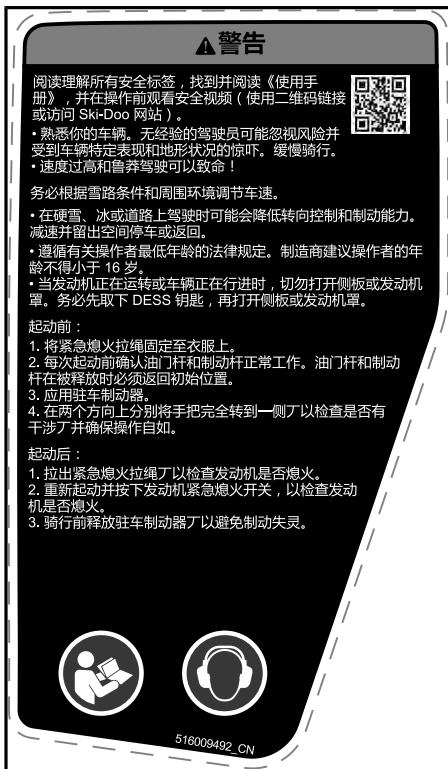 警告
阅读理解所有安全标签，找到并阅读《使用手
册》，并在操作前观看安全视频（使用二维码链接
或访问 Ski-Doo 网站）。
• 熟悉你的车辆。无经验的驾驶员可能忽视风险并
受到车辆特定表现和地形状况的惊吓。缓慢骑行。
• 速度过高和鲁莽驾驶可以致命！
务必根据雪路条件和周围环境调节车速。
• 在硬雪、冰或道路上驾驶时可能会降低转向控制和制动能力。
减速并留出空间停车或返回。
• 遵循有关操作者最低年龄的法律规定。制造商建议操作者的年
龄不得小于 16 岁。
• 当发动机正在运转或车辆正在行进时，切勿打开侧板或发动机
罩。务必先取下 DESS 钥匙，再打开侧板或发动机罩。
起动前：
1. 将紧急熄火拉绳固定至衣服上。
2. 每次起动前确认油门杆和制动杆正常工作。油门杆和制动
杆在被释放时必须返回初始位置。
3. 应用驻车制动器。
4. 在两个方向上分别将手把完全转到一侧丆以检查是否有
干涉丆并确保操作自如。
起动后：
1. 拉出紧急熄火拉绳丆以检查发动机是否熄火。
2. 重新起动并按下发动机紧急熄火开关，以检查发动
机是否熄火。
3. 骑行前释放驻车制动器丆以避免制动失灵。
516009492_CN